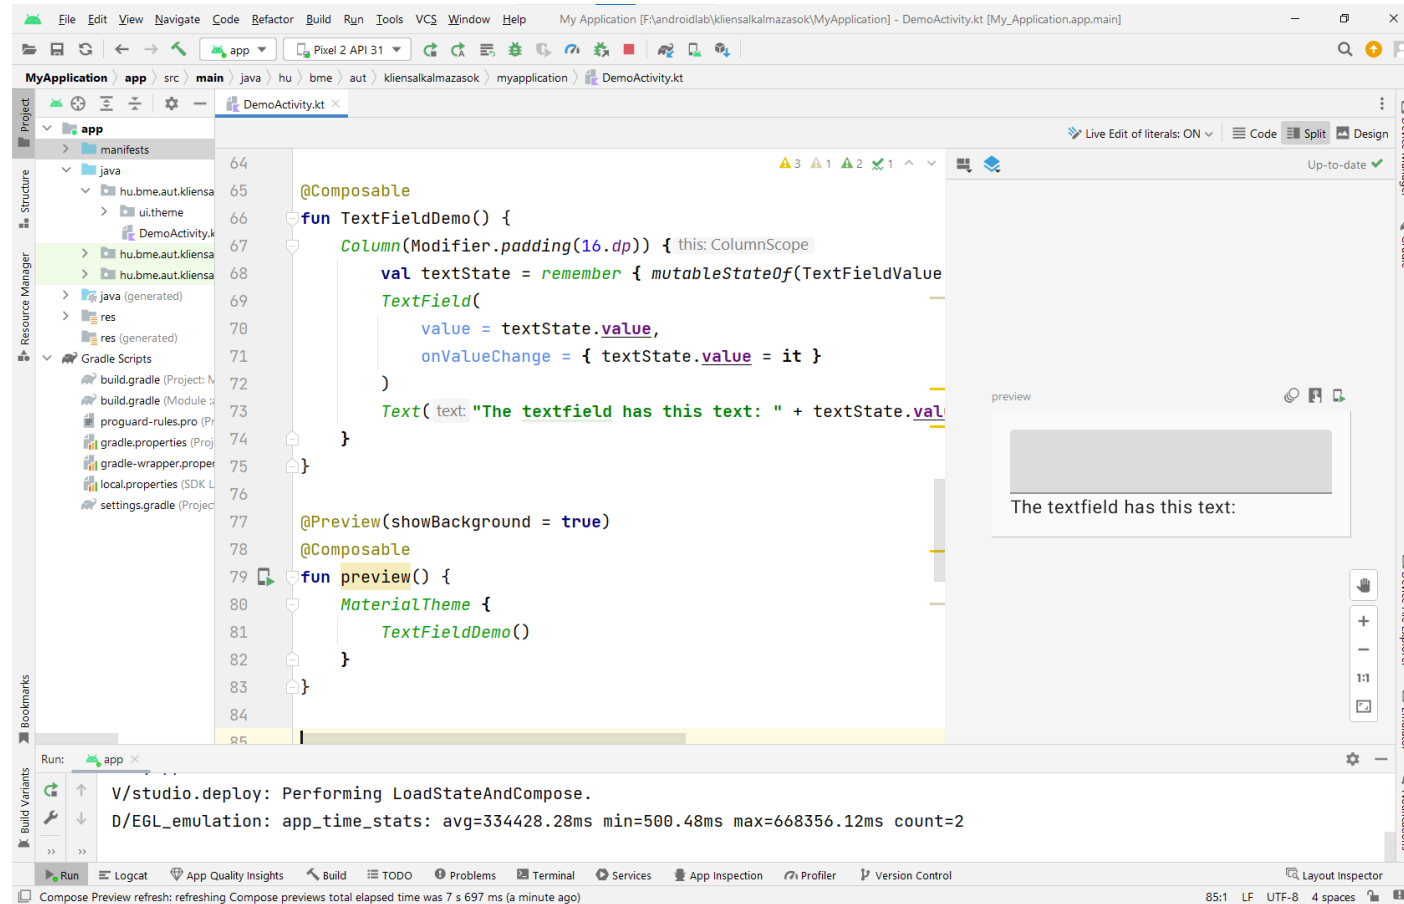 File Edit View Navigate Code Refactor Build Run Tools VCS Window Help My Application [F:\androidlab\kliensalkalmazasok\MyApplication] - DemoActivity.kt [My_Application.app.main]
app Pixel 2 API 31
MyApplication app src main java hu bme aut kliensalkalmazasok myapplication DemoActivity.kt
Project
DemoActivity.kt
Live Edit of literals: ON Code Split Design
app
manifests
java
hu.bme.aut.kliensa
ui.theme
DemoActivity.k
hu.bme.aut.kliensa
hu.bme.aut.kliensa
java (generated)
res
res (generated)
Gradle Scripts
build.gradle (Project: M
build.gradle (Module :a
proguard-rules.pro (Pr
gradle.properties (Proj
gradle-wrapper.proper
local.properties (SDK L
settings.gradle (Project
Structure
Resource Manager
Bookmarks
Build Variants
3 1 2 1
Up-to-date
64
65 @Composable
66 fun TextFieldDemo() {
67 Column(Modifier.padding(16.dp)) { this: ColumnScope
68 val textState = remember { mutableStateOf(TextFieldValue
69 TextField(
70 value = textState.value,
71 onValueChange = { textState.value = it }
72 )
73 Text( text: "The textfield has this text: " + textState.val
74 }
75 }
76
77 @Preview(showBackground = true)
78 @Composable
79 fun preview() {
80 MaterialTheme {
81 TextFieldDemo()
82 }
83 }
84
85
preview
The textfield has this text:
1:1
Device Manager
Device File Explorer
Run: app
V/studio.deploy: Performing LoadStateAndCompose.
D/EGL_emulation: app_time_stats: avg=334428.28ms min=500.48ms max=668356.12ms count=2
Run Logcat App Quality Insights Build TODO Problems Terminal Services App Inspection Profiler Version Control Layout Inspector
Compose Preview refresh: refreshing Compose previews total elapsed time was 7 s 697 ms (a minute ago) 85:1 LF UTF-8 4 spaces